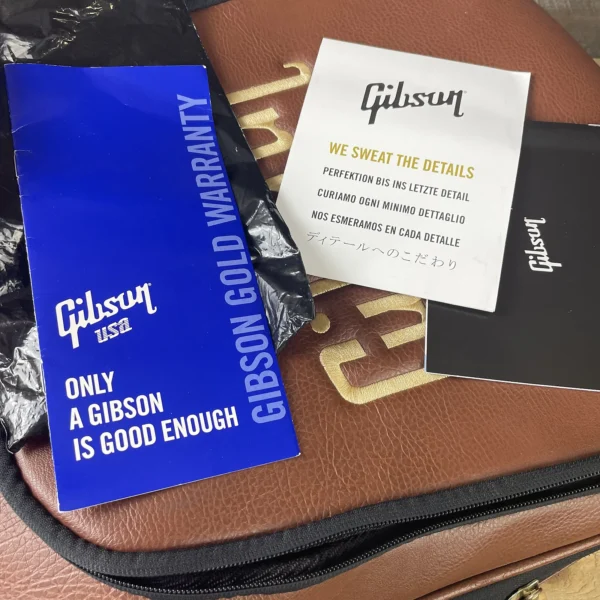 Gibson
usa
ONLY
A GIBSON
IS GOOD ENOUGH
GIBSON GOLD WARRANTY
Gibson
WE SWEAT THE DETAILS
PERFEKTION BIS INS LETZTE DETAIL
CURIAMO OGNI MINIMO DETTAGLIO
NOS ESMERAMOS EN CADA DETALLE
ディテールへのこだわり
Gibson